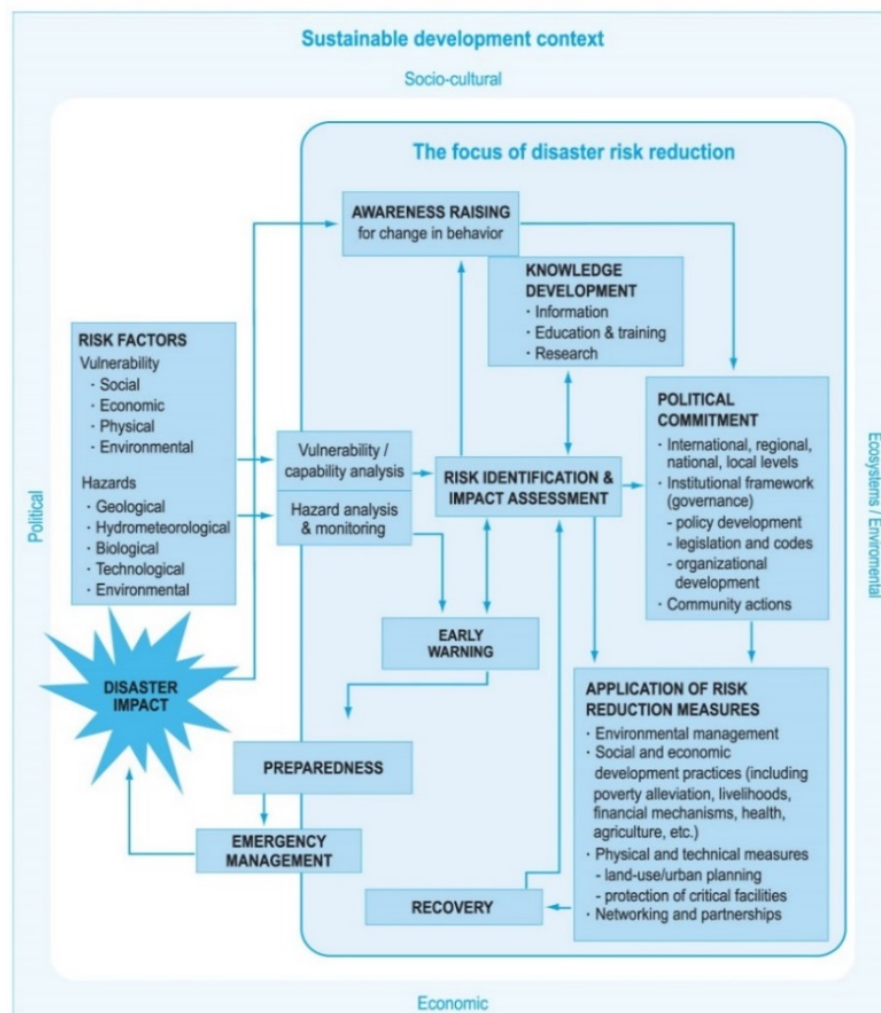 Sustainable development context
Socio-cultural
The focus of disaster risk reduction
AWARENESS RAISING
for change in behavior
KNOWLEDGE
DEVELOPMENT
· Information
· Education & training
· Research
RISK FACTORS
Vulnerability
· Social
· Economic
· Physical
· Environmental
Hazards
· Geological
· Hydrometeorological
· Biological
· Technological
· Environmental
Vulnerability /
capability analysis
Hazard analysis
& monitoring
RISK IDENTIFICATION &
IMPACT ASSESSMENT
POLITICAL
COMMITMENT
· International, regional,
national, local levels
· Institutional framework
(governance)
- policy development
- legislation and codes
- organizational
development
· Community actions
Political
Ecosystems / Enviromental
EARLY
WARNING
DISASTER
IMPACT
PREPAREDNESS
EMERGENCY
MANAGEMENT
APPLICATION OF RISK
REDUCTION MEASURES
· Environmental management
· Social and economic
development practices (including
poverty alleviation, livelihoods,
financial mechanisms, health,
agriculture, etc.)
· Physical and technical measures
- land-use/urban planning
- protection of critical facilities
· Networking and partnerships
RECOVERY
Economic